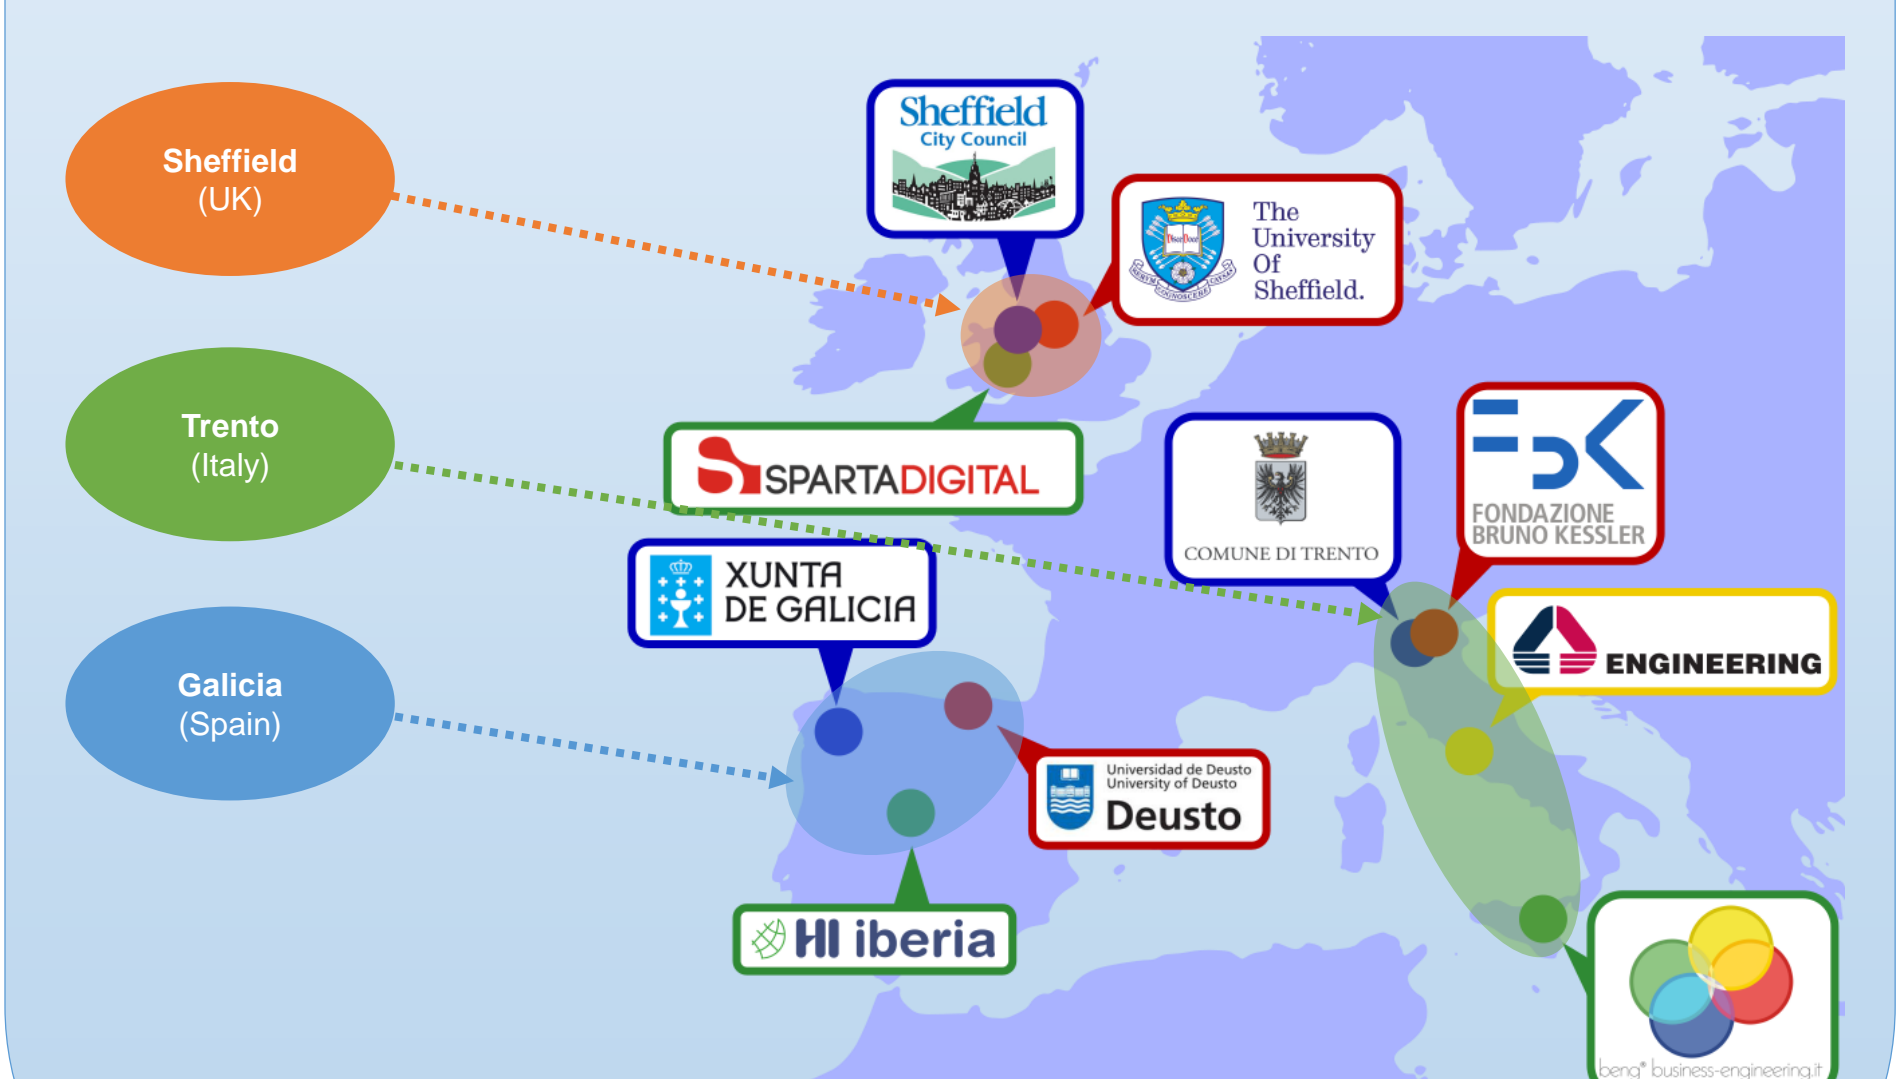 Sheffield
(UK)
Trento
(Italy)
Galicia
(Spain)
Sheffield
City Council
The
University
Of
Sheffield.
SPARTADIGITAL
COMUNE DI TRENTO
FONDAZIONE
BRUNO KESSLER
XUNTA
DE GALICIA
ENGINEERING
Universidad de Deusto
University of Deusto
Deusto
HI iberia
beng® business-engineering.it